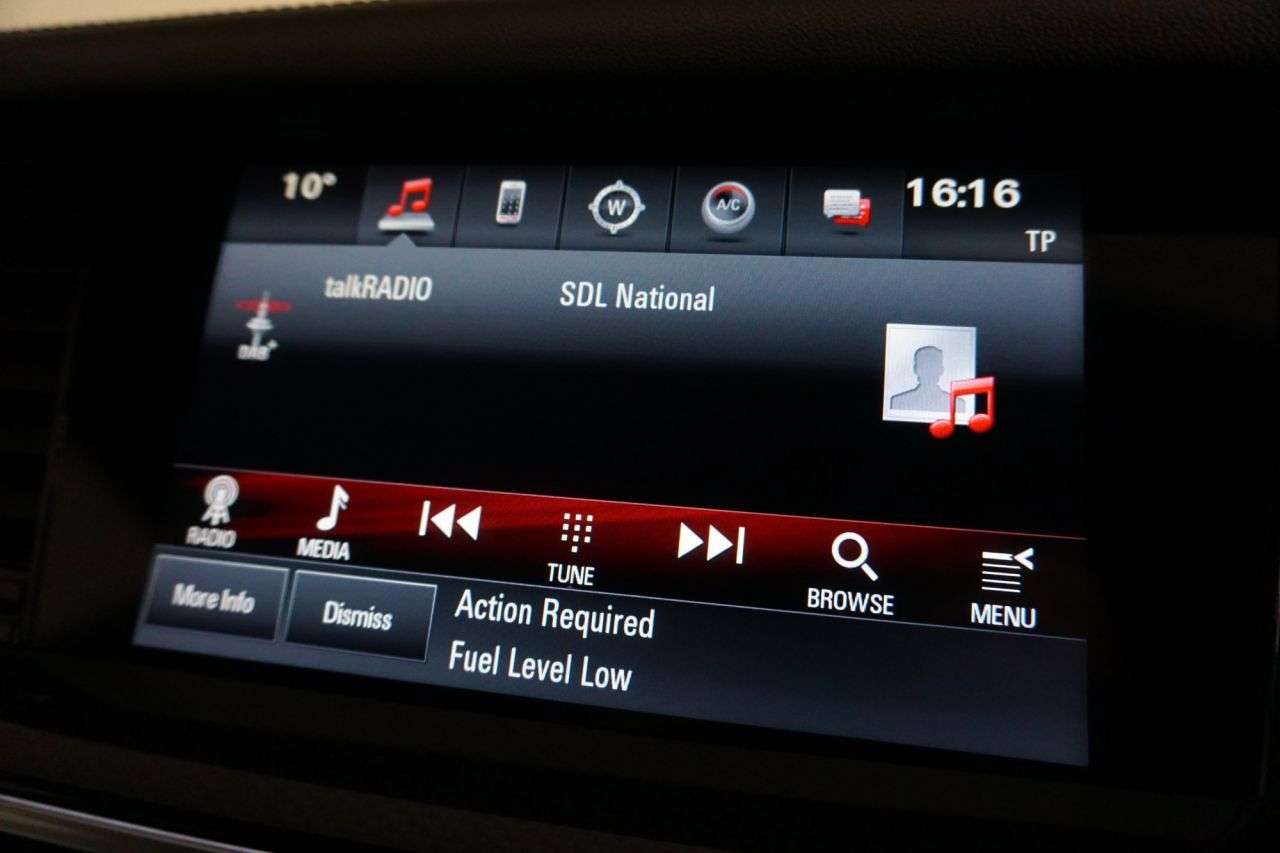 10°
W
A/C
16:16
TP
talkRADIO
SDL National
DAB+
RADIO
MEDIA
TUNE
BROWSE
MENU
More Info
Dismiss
Action Required
Fuel Level Low